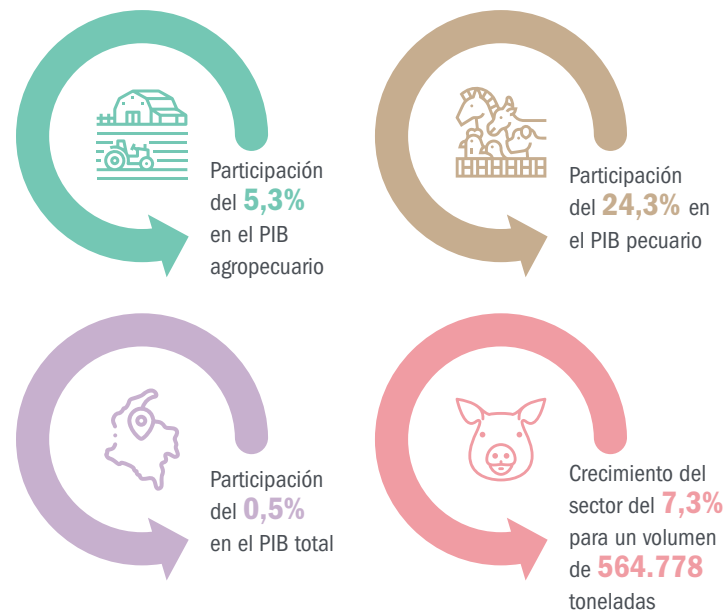 Participación
del 5,3%
en el PIB
agropecuario
Participación
del 24,3% en
el PIB pecuario
Participación
del 0,5%
en el PIB total
Crecimiento del
sector del 7,3%
para un volumen
de 564.778
toneladas